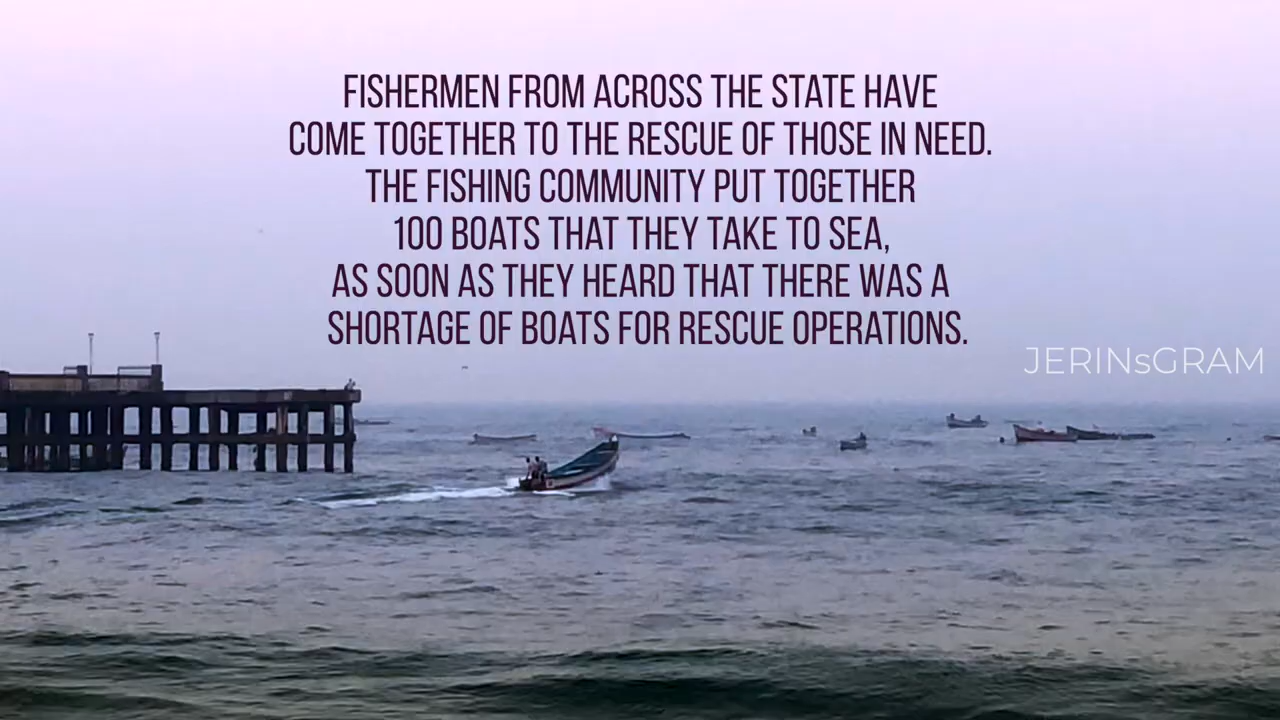 FISHERMEN FROM ACROSS THE STATE HAVE
COME TOGETHER TO THE RESCUE OF THOSE IN NEED.
THE FISHING COMMUNITY PUT TOGETHER
100 BOATS THAT THEY TAKE TO SEA,
AS SOON AS THEY HEARD THAT THERE WAS A
SHORTAGE OF BOATS FOR RESCUE OPERATIONS.
JERINsGRAM